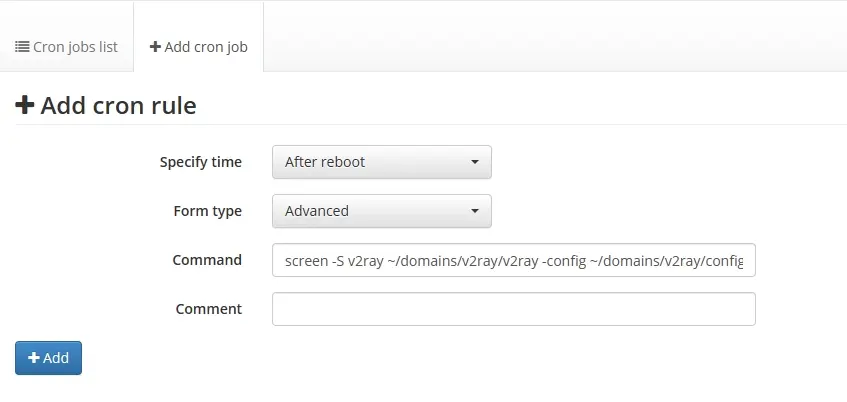 Cron jobs list
Add cron job
Add cron rule
Specify time After reboot
Form type Advanced
Command screen -S v2ray ~/domains/v2ray/v2ray -config ~/domains/v2ray/config
Comment
Add